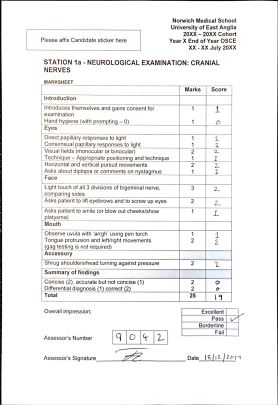 Norwich Medical School
University of East Anglia
20XX – 20XX Cohort
Year X End of Year OSCE
XX - XX July 20XX
Please affix Candidate sticker here
STATION 1a - NEUROLOGICAL EXAMINATION: CRANIAL
NERVES
MARKSHEET
Marks Score
Introduction
Introduces themselves and gains consent for 1 1
examination
Hand hygiene (with prompting – 0) 1 0
Eyes
Direct pupillary responses to light 1 1
Consensual pupillary responses to light 1 1
Visual fields (monocular or binocular) 2 2
Technique – Appropriate positioning and technique 1 1
Horizontal and vertical pursuit movements 2 2
Asks about diplopia or comments on nystagmus 1 1
Face
Light touch of all 3 divisions of trigeminal nerve, 3 2
comparing sides
Asks patient to lift eyebrows and to screw up eyes 2 2
Asks patient to smile (or blow out cheeks/show 1 1
platysma)
Mouth
Observe uvula with 'arrgh' using pen torch 1 1
Tongue protrusion and left/right movements 2 2
(gag testing is not required)
Accessory
Shrug shoulders/head turning against pressure 2 2
Summary of findings
Concise (2), accurate but not concise (1) 2 0
Differential diagnosis (1) correct (2) 2 0
Total 25 19
Overall impression:
Excellent
Pass ✓
Borderline
Fail
Assessor's Number 9 0 4 2
Assessor's Signature Date 18/12/2017